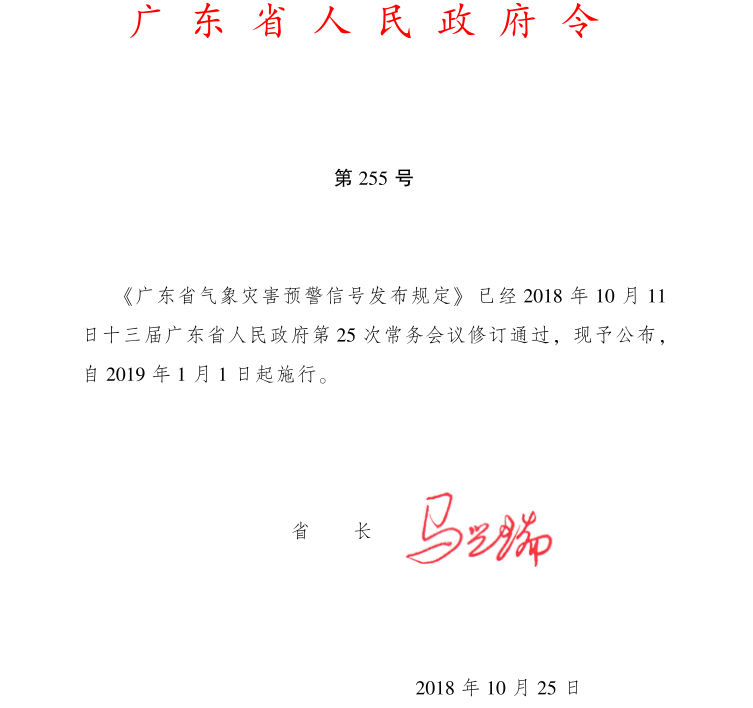 广东省人民政府令
第 255 号
《广东省气象灾害预警信号发布规定》已经 2018 年 10 月 11
日十三届广东省人民政府第 25 次常务会议修订通过，现予公布，
自 2019 年 1 月 1 日起施行。
省 长 马兴瑞
2018 年 10 月 25 日